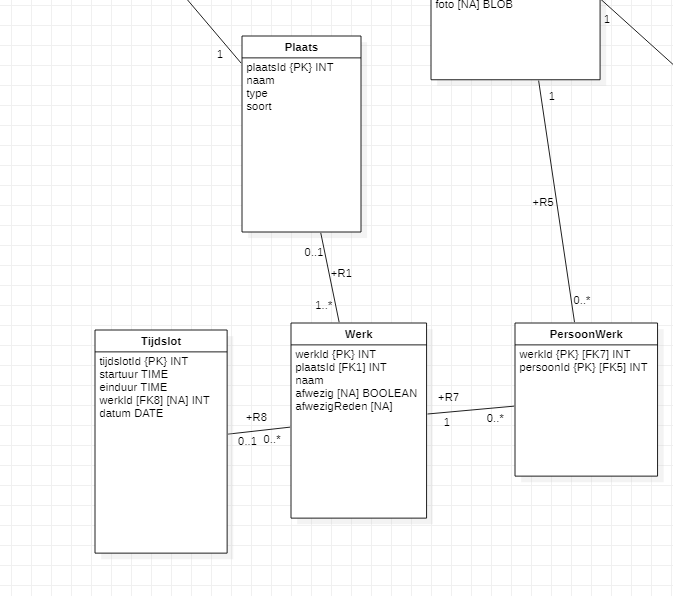 foto [NA] BLOB
1
Plaats
1
plaatsId {PK} INT
naam
type
soort
1
+R5
0..1
+R1
1..*
0..*
Tijdslot
tijdslotId {PK} INT
startuur TIME
einduur TIME
werkId [FK8] [NA] INT
datum DATE
Werk
werkId {PK} INT
plaatsId [FK1] INT
naam
afwezig [NA] BOOLEAN
afwezigReden [NA]
PersoonWerk
werkId {PK} [FK7] INT
persoonId {PK} [FK5] INT
+R8
0..1 0..*
+R7
1
0..*